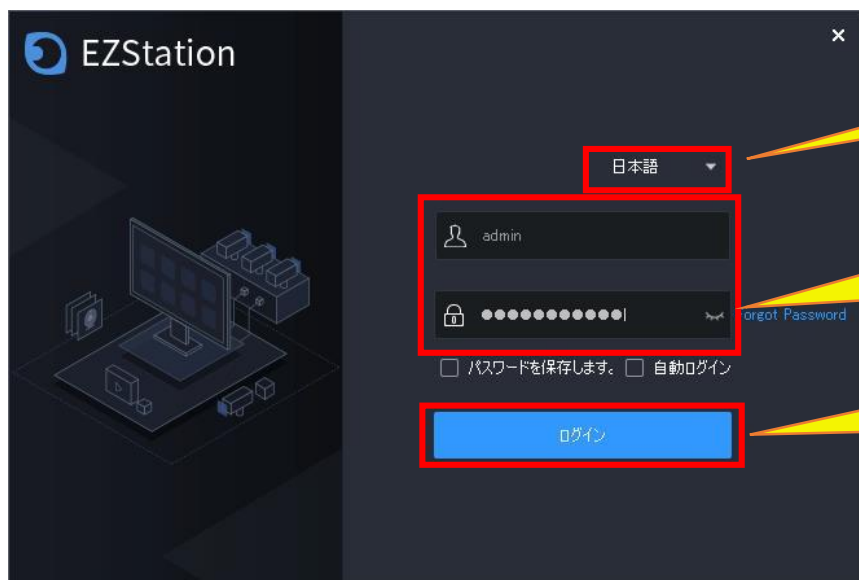 EZStation
日本語
admin
orgot Password
パスワードを保存します。 自動ログイン
ログイン